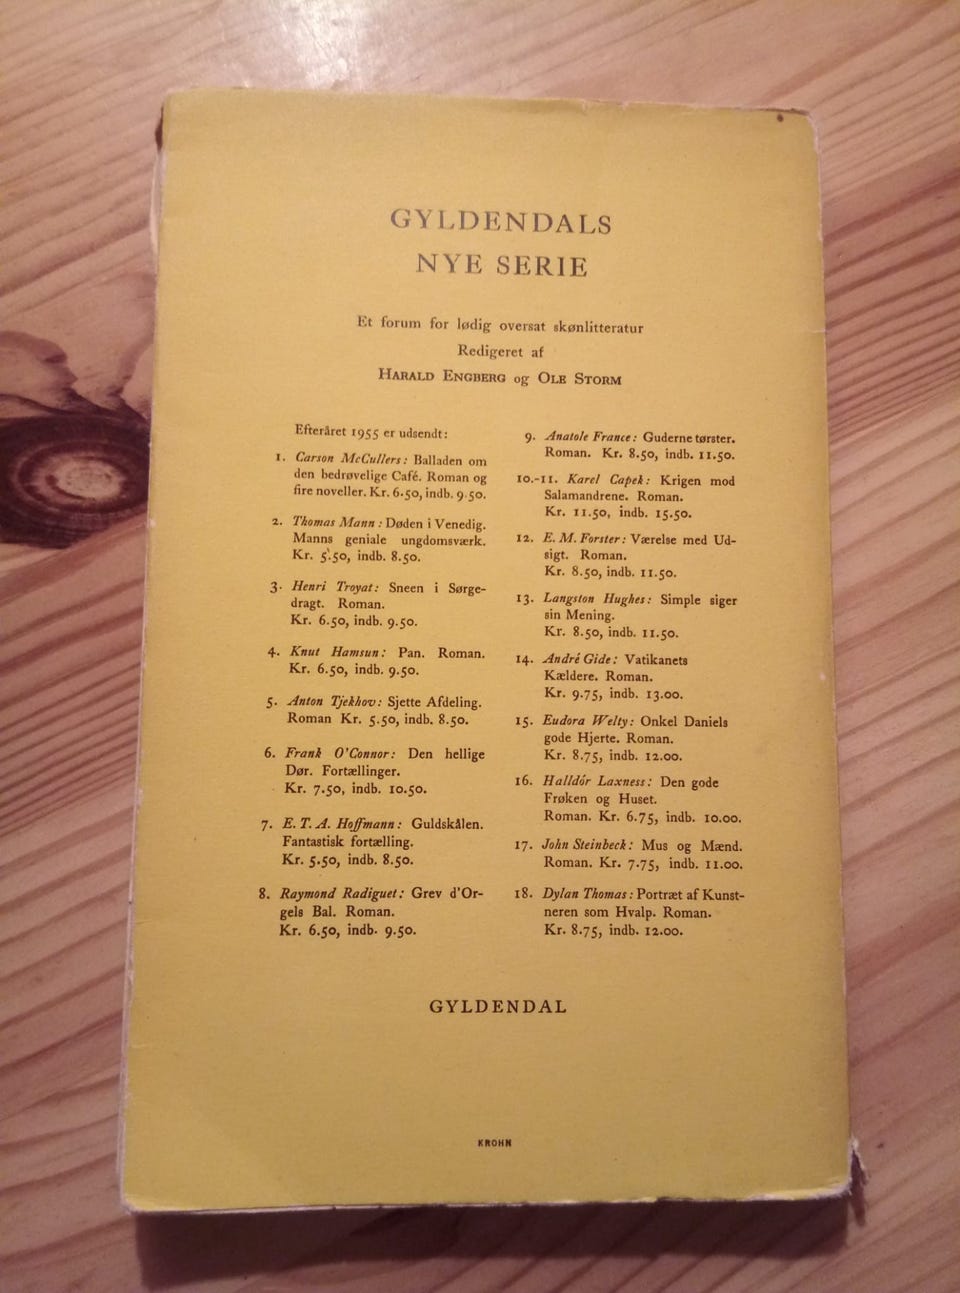 GYLDENDALS
NYE SERIE
Et forum for lødig oversat skønlitteratur
Redigeret af
HARALD ENGBERG og OLE STORM
Efteråret 1955 er udsendt:
1. Carson McCullers: Balladen om
den bedrøvelige Café. Roman og
fire noveller. Kr. 6.50, indb. 9.50.
2. Thomas Mann: Døden i Venedig.
Manns geniale ungdomsværk.
Kr. 5.50, indb. 8.50.
3. Henri Troyat: Sneen i Sørge-
dragt. Roman.
Kr. 6.50, indb. 9.50.
4. Knut Hamsun: Pan. Roman.
Kr. 6.50, indb. 9.50.
5. Anton Tjekhov: Sjette Afdeling.
Roman Kr. 5.50, indb. 8.50.
6. Frank O'Connor: Den hellige
Dør. Fortællinger.
Kr. 7.50, indb. 10.50.
7. E. T. A. Hoffmann: Guldskålen.
Fantastisk fortælling.
Kr. 5.50, indb. 8.50.
8. Raymond Radiguet: Grev d'Or-
gels Bal. Roman.
Kr. 6.50, indb. 9.50.
9. Anatole France: Guderne tørster.
Roman. Kr. 8.50, indb. 11.50.
10.-11. Karel Capek: Krigen mod
Salamandrene. Roman.
Kr. 11.50, indb. 15.50.
12. E. M. Forster: Værelse med Ud-
sigt. Roman.
Kr. 8.50, indb. 11.50.
13. Langston Hughes: Simple siger
sin Mening.
Kr. 8.50, indb. 11.50.
14. André Gide: Vatikanets
Kældere. Roman.
Kr. 9.75, indb. 13.00.
15. Eudora Welty: Onkel Daniels
gode Hjerte. Roman.
Kr. 8.75, indb. 12.00.
16. Halldór Laxness: Den gode
Frøken og Huset.
Roman. Kr. 6.75, indb. 10.00.
17. John Steinbeck: Mus og Mænd.
Roman. Kr. 7.75, indb. 11.00.
18. Dylan Thomas: Portræt af Kunst-
neren som Hvalp. Roman.
Kr. 8.75, indb. 12.00.
GYLDENDAL
KROHN